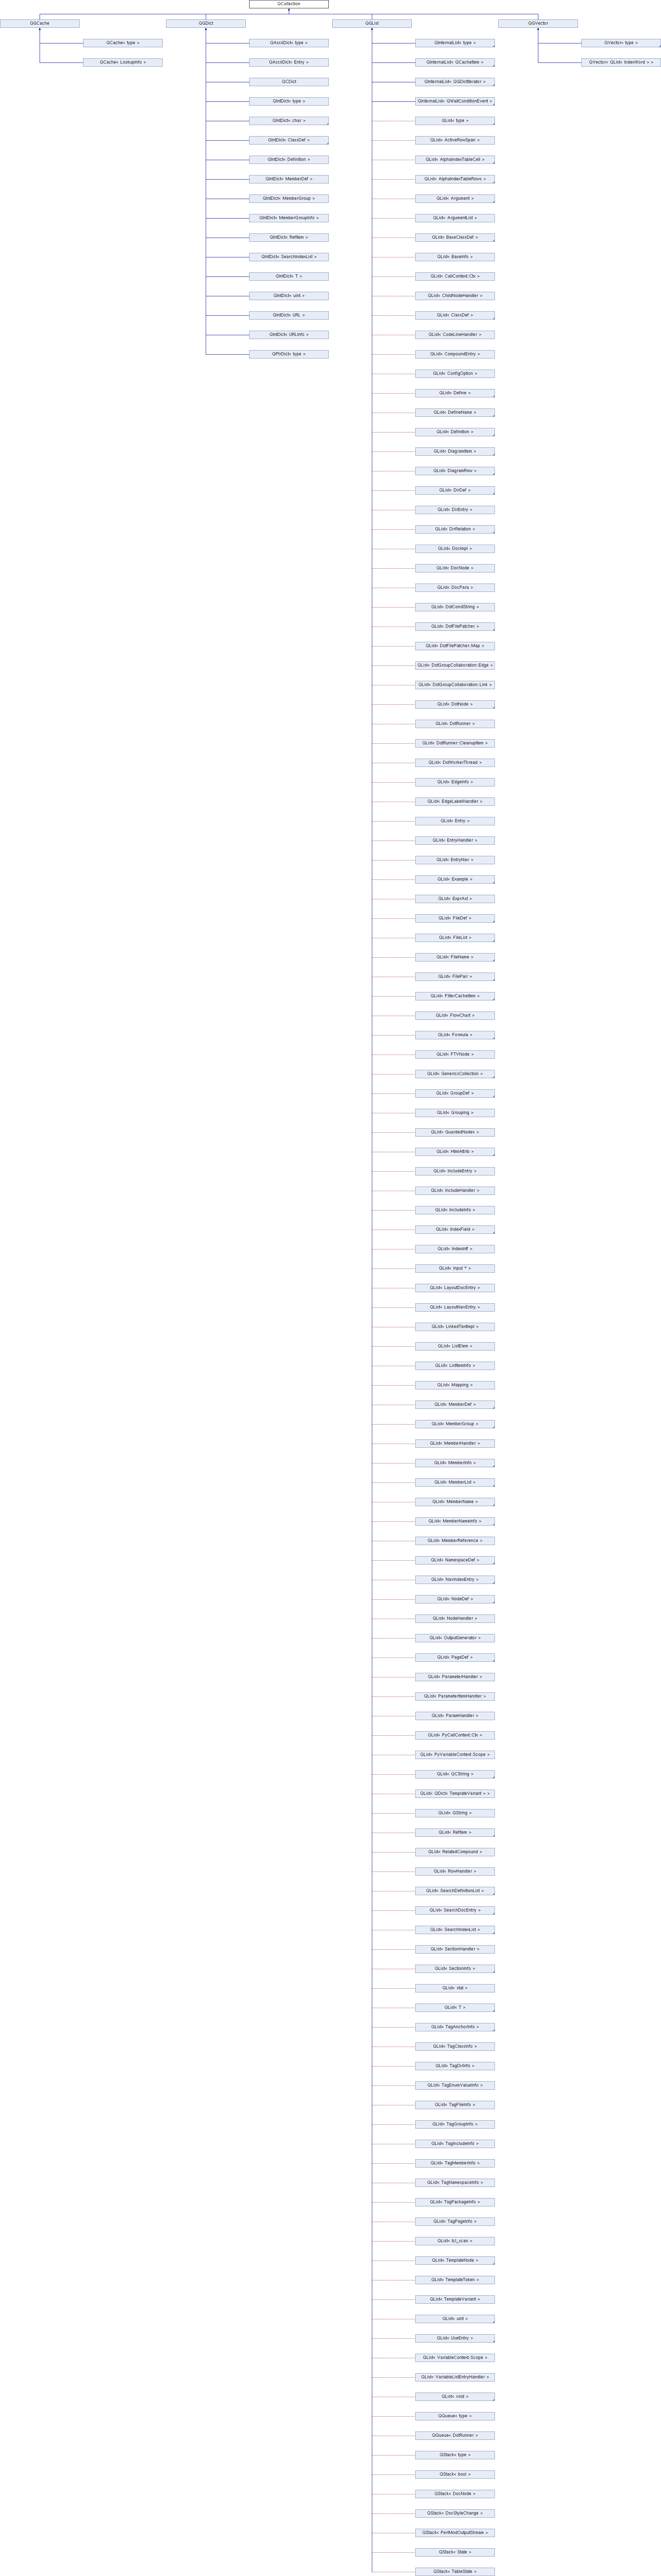 QCollection
QGCache
QGDict
QGList
QGVector
QCache< type >
QCache< LookupInfo >
QAsciiDict< type >
QAsciiDict< Entry >
QCDict
QIntDict< type >
QIntDict< char >
QIntDict< ClassDef >
QIntDict< Definition >
QIntDict< MemberDef >
QIntDict< MemberGroup >
QIntDict< MemberGroupInfo >
QIntDict< RefItem >
QIntDict< SearchIndexList >
QIntDict< T >
QIntDict< uint >
QIntDict< URL >
QIntDict< URLInfo >
QPtrDict< type >
QInternalList< type >
QInternalList< QCacheItem >
QInternalList< QGDictIterator >
QInternalList< QWaitConditionEvent >
QList< type >
QList< ActiveRowSpan >
QList< AlphaIndexTableCell >
QList< AlphaIndexTableRows >
QList< Argument >
QList< ArgumentList >
QList< BaseClassDef >
QList< BaseInfo >
QList< CallContext::Ctx >
QList< ChildNodeHandler >
QList< ClassDef >
QList< CodeLineHandler >
QList< CompoundEntry >
QList< ConfigOption >
QList< Define >
QList< DefineName >
QList< Definition >
QList< DiagramItem >
QList< DiagramRow >
QList< DirDef >
QList< DirEntry >
QList< DirRelation >
QList< DocImpl >
QList< DocNode >
QList< DocPara >
QList< DotConstString >
QList< DotFilePatcher >
QList< DotFilePatcher::Map >
QList< DotGroupCollaboration::Edge >
QList< DotGroupCollaboration::Link >
QList< DotNode >
QList< DotRunner >
QList< DotRunner::CleanupItem >
QList< DotWorkerThread >
QList< EdgeInfo >
QList< EdgeLabelHandler >
QList< Entry >
QList< EntryHandler >
QList< EntryNav >
QList< Example >
QList< ExprAst >
QList< FileDef >
QList< FileList >
QList< FileName >
QList< FilePair >
QList< FilterCacheItem >
QList< FlowChart >
QList< Formula >
QList< FTVNode >
QList< GenericsCollection >
QList< GroupDef >
QList< Grouping >
QList< GuardedNodes >
QList< HtmlAttrib >
QList< IncludeEntry >
QList< IncludeHandler >
QList< IncludeInfo >
QList< IndexField >
QList< IndexIntf >
QList< Input * >
QList< LayoutDocEntry >
QList< LayoutNavEntry >
QList< LinkedTextImpl >
QList< ListElem >
QList< ListItemInfo >
QList< Mapping >
QList< MemberDef >
QList< MemberGroup >
QList< MemberHandler >
QList< MemberInfo >
QList< MemberList >
QList< MemberName >
QList< MemberNameInfo >
QList< MemberReference >
QList< NamespaceDef >
QList< NavIndexEntry >
QList< NodeDef >
QList< NodeHandler >
QList< OutputGenerator >
QList< PageDef >
QList< ParameterHandler >
QList< ParameterItemHandler >
QList< ParamHandler >
QList< PyCallContext::Ctx >
QList< PyVariableContext::Scope >
QList< QCString >
QList< QDict< TemplateVariant > >
QList< QString >
QList< RefItem >
QList< RelatedCompound >
QList< RowHandler >
QList< SearchDefinitionList >
QList< SearchDocEntry >
QList< SearchIndexList >
QList< SectionHandler >
QList< SectionInfo >
QList< stat >
QList< T >
QList< TagAnchorInfo >
QList< TagClassInfo >
QList< TagDirInfo >
QList< TagEnumValueInfo >
QList< TagFileInfo >
QList< TagGroupInfo >
QList< TagIncludeInfo >
QList< TagMemberInfo >
QList< TagNamespaceInfo >
QList< TagPackageInfo >
QList< TagPageInfo >
QList< tcl_scan >
QList< TemplateNode >
QList< TemplateToken >
QList< TemplateVariant >
QList< uint >
QList< UsedEntry >
QList< VariableContext::Scope >
QList< VariableListEntryHandler >
QList< void >
QQueue< type >
QQueue< DotRunner >
QStack< type >
QStack< bool >
QStack< DocNode >
QStack< DocStyleChange >
QStack< PerlModOutputStream >
QStack< State >
QStack< TableState >
QVector< type >
QVector< QList< IndexWord > >